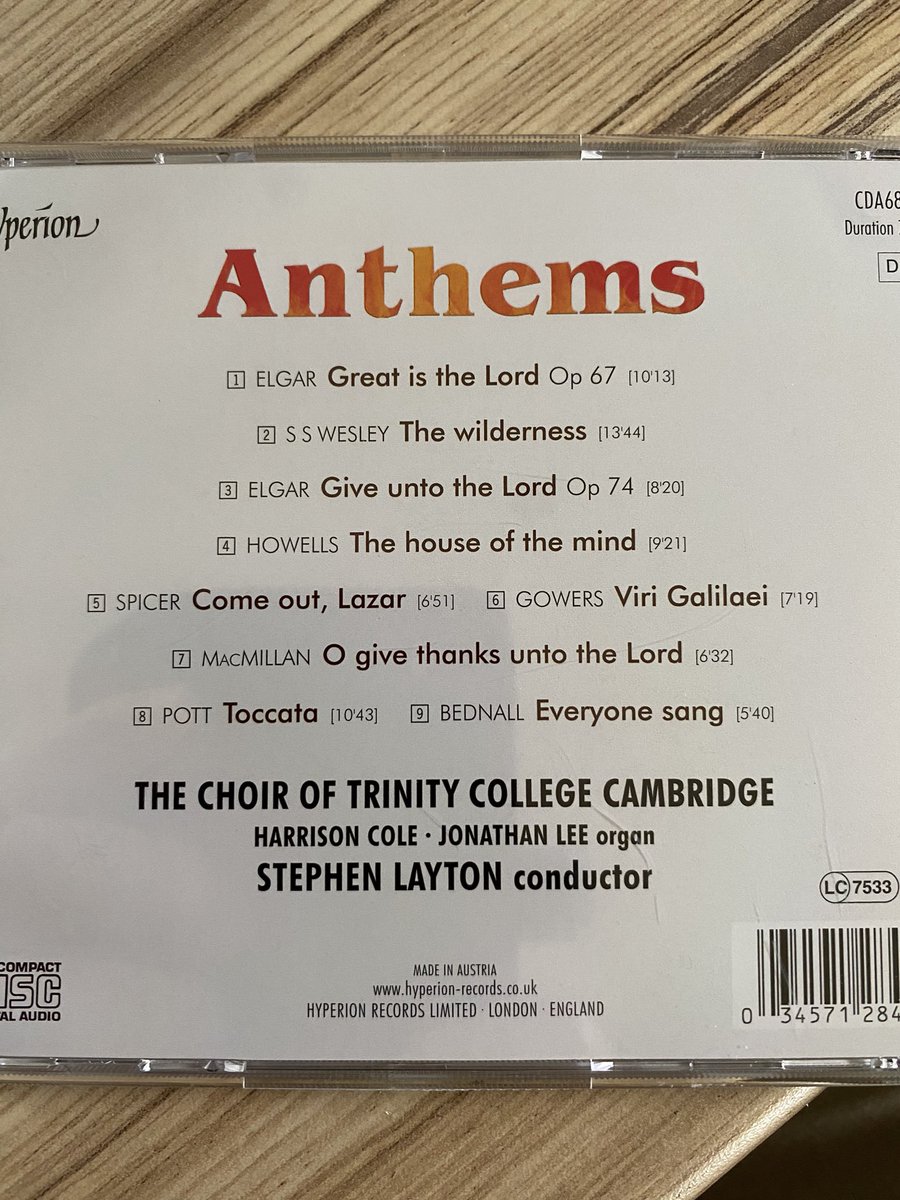 yperion
CDA68
Duration 7
D
Anthems
1 ELGAR Great is the Lord Op 67 [10'13]
2 S S WESLEY The wilderness [13'44]
3 ELGAR Give unto the Lord Op 74 [8'20]
4 HOWELLS The house of the mind [9'21]
5 SPICER Come out, Lazar [6'51] 6 GOWERS Viri Galilaei [7'19]
7 MACMILLAN O give thanks unto the Lord [6'32]
8 POTT Toccata [10'43] 9 BEDNALL Everyone sang [5'40]
THE CHOIR OF TRINITY COLLEGE CAMBRIDGE
HARRISON COLE · JONATHAN LEE organ
STEPHEN LAYTON conductor
LC 7533
COMPACT
ISC
TAL AUDIO
MADE IN AUSTRIA
www.hyperion-records.co.uk
HYPERION RECORDS LIMITED · LONDON · ENGLAND
0 34571 284